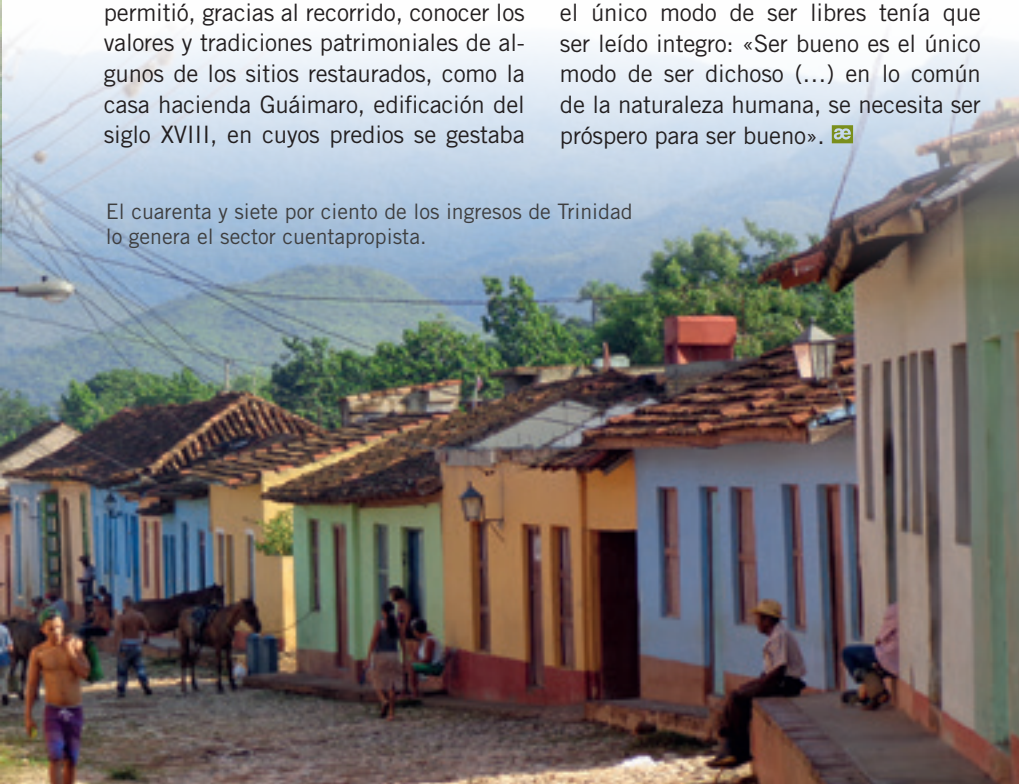 permitió, gracias al recorrido, conocer los
valores y tradiciones patrimoniales de al-
gunos de los sitios restaurados, como la
casa hacienda Guáimaro, edificación del
siglo XVIII, en cuyos predios se gestaba
el único modo de ser libres tenía que
ser leído integro: «Ser bueno es el único
modo de ser dichoso (...) en lo común
de la naturaleza humana, se necesita ser
próspero para ser bueno». æ
El cuarenta y siete por ciento de los ingresos de Trinidad
lo genera el sector cuentapropista.